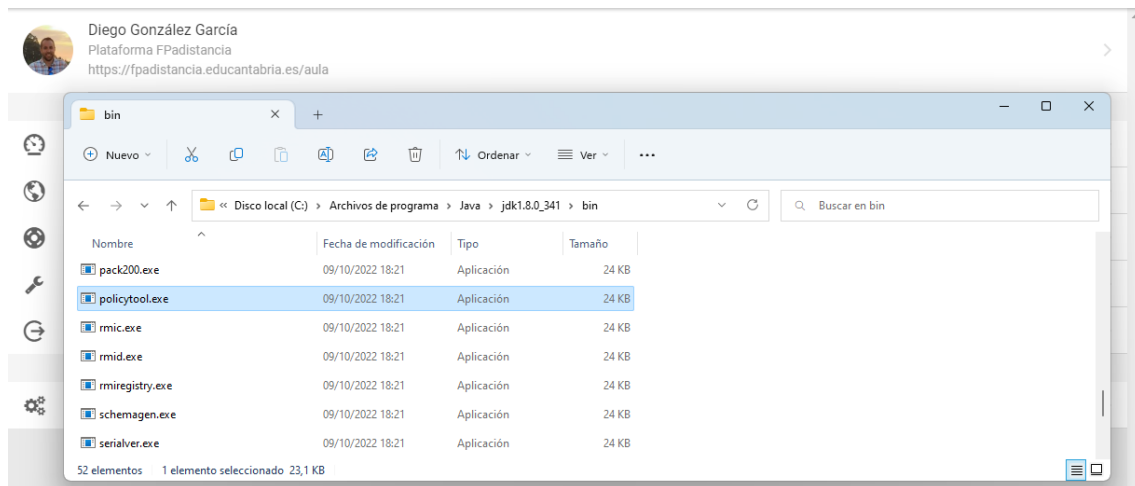 Diego González García
Plataforma FPadistancia
https://fpadistancia.educantabria.es/aula
bin
Nuevo
Ordenar
Ver
« Disco local (C:) › Archivos de programa › Java › jdk1.8.0_341 › bin
Buscar en bin
Nombre Fecha de modificación Tipo Tamaño
pack200.exe 09/10/2022 18:21 Aplicación 24 KB
policytool.exe 09/10/2022 18:21 Aplicación 24 KB
rmic.exe 09/10/2022 18:21 Aplicación 24 KB
rmid.exe 09/10/2022 18:21 Aplicación 24 KB
rmiregistry.exe 09/10/2022 18:21 Aplicación 24 KB
schemagen.exe 09/10/2022 18:21 Aplicación 24 KB
serialver.exe 09/10/2022 18:21 Aplicación 24 KB
52 elementos 1 elemento seleccionado 23,1 KB